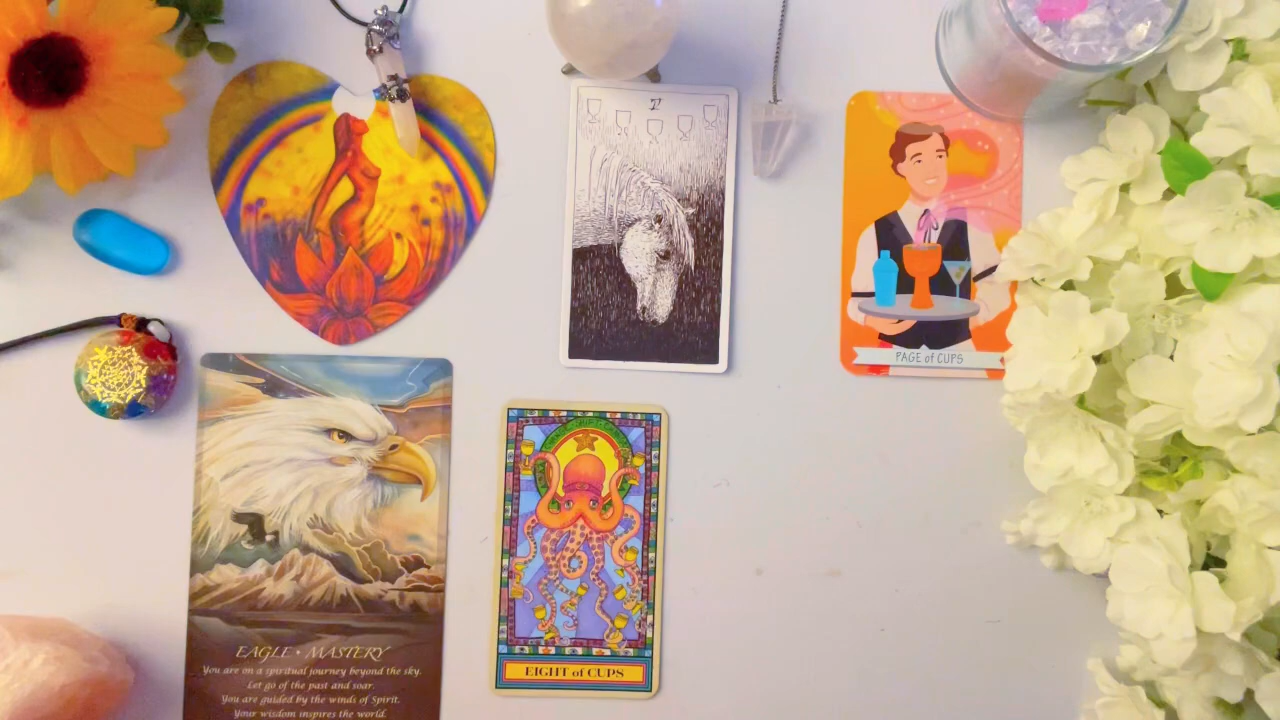 PAGE of CUPS
EAGLE • MASTERY
You are on a spiritual journey beyond the sky.
Let go of the past and soar.
You are guided by the winds of Spirit.
Your wisdom inspires the world.
EIGHT of CUPS